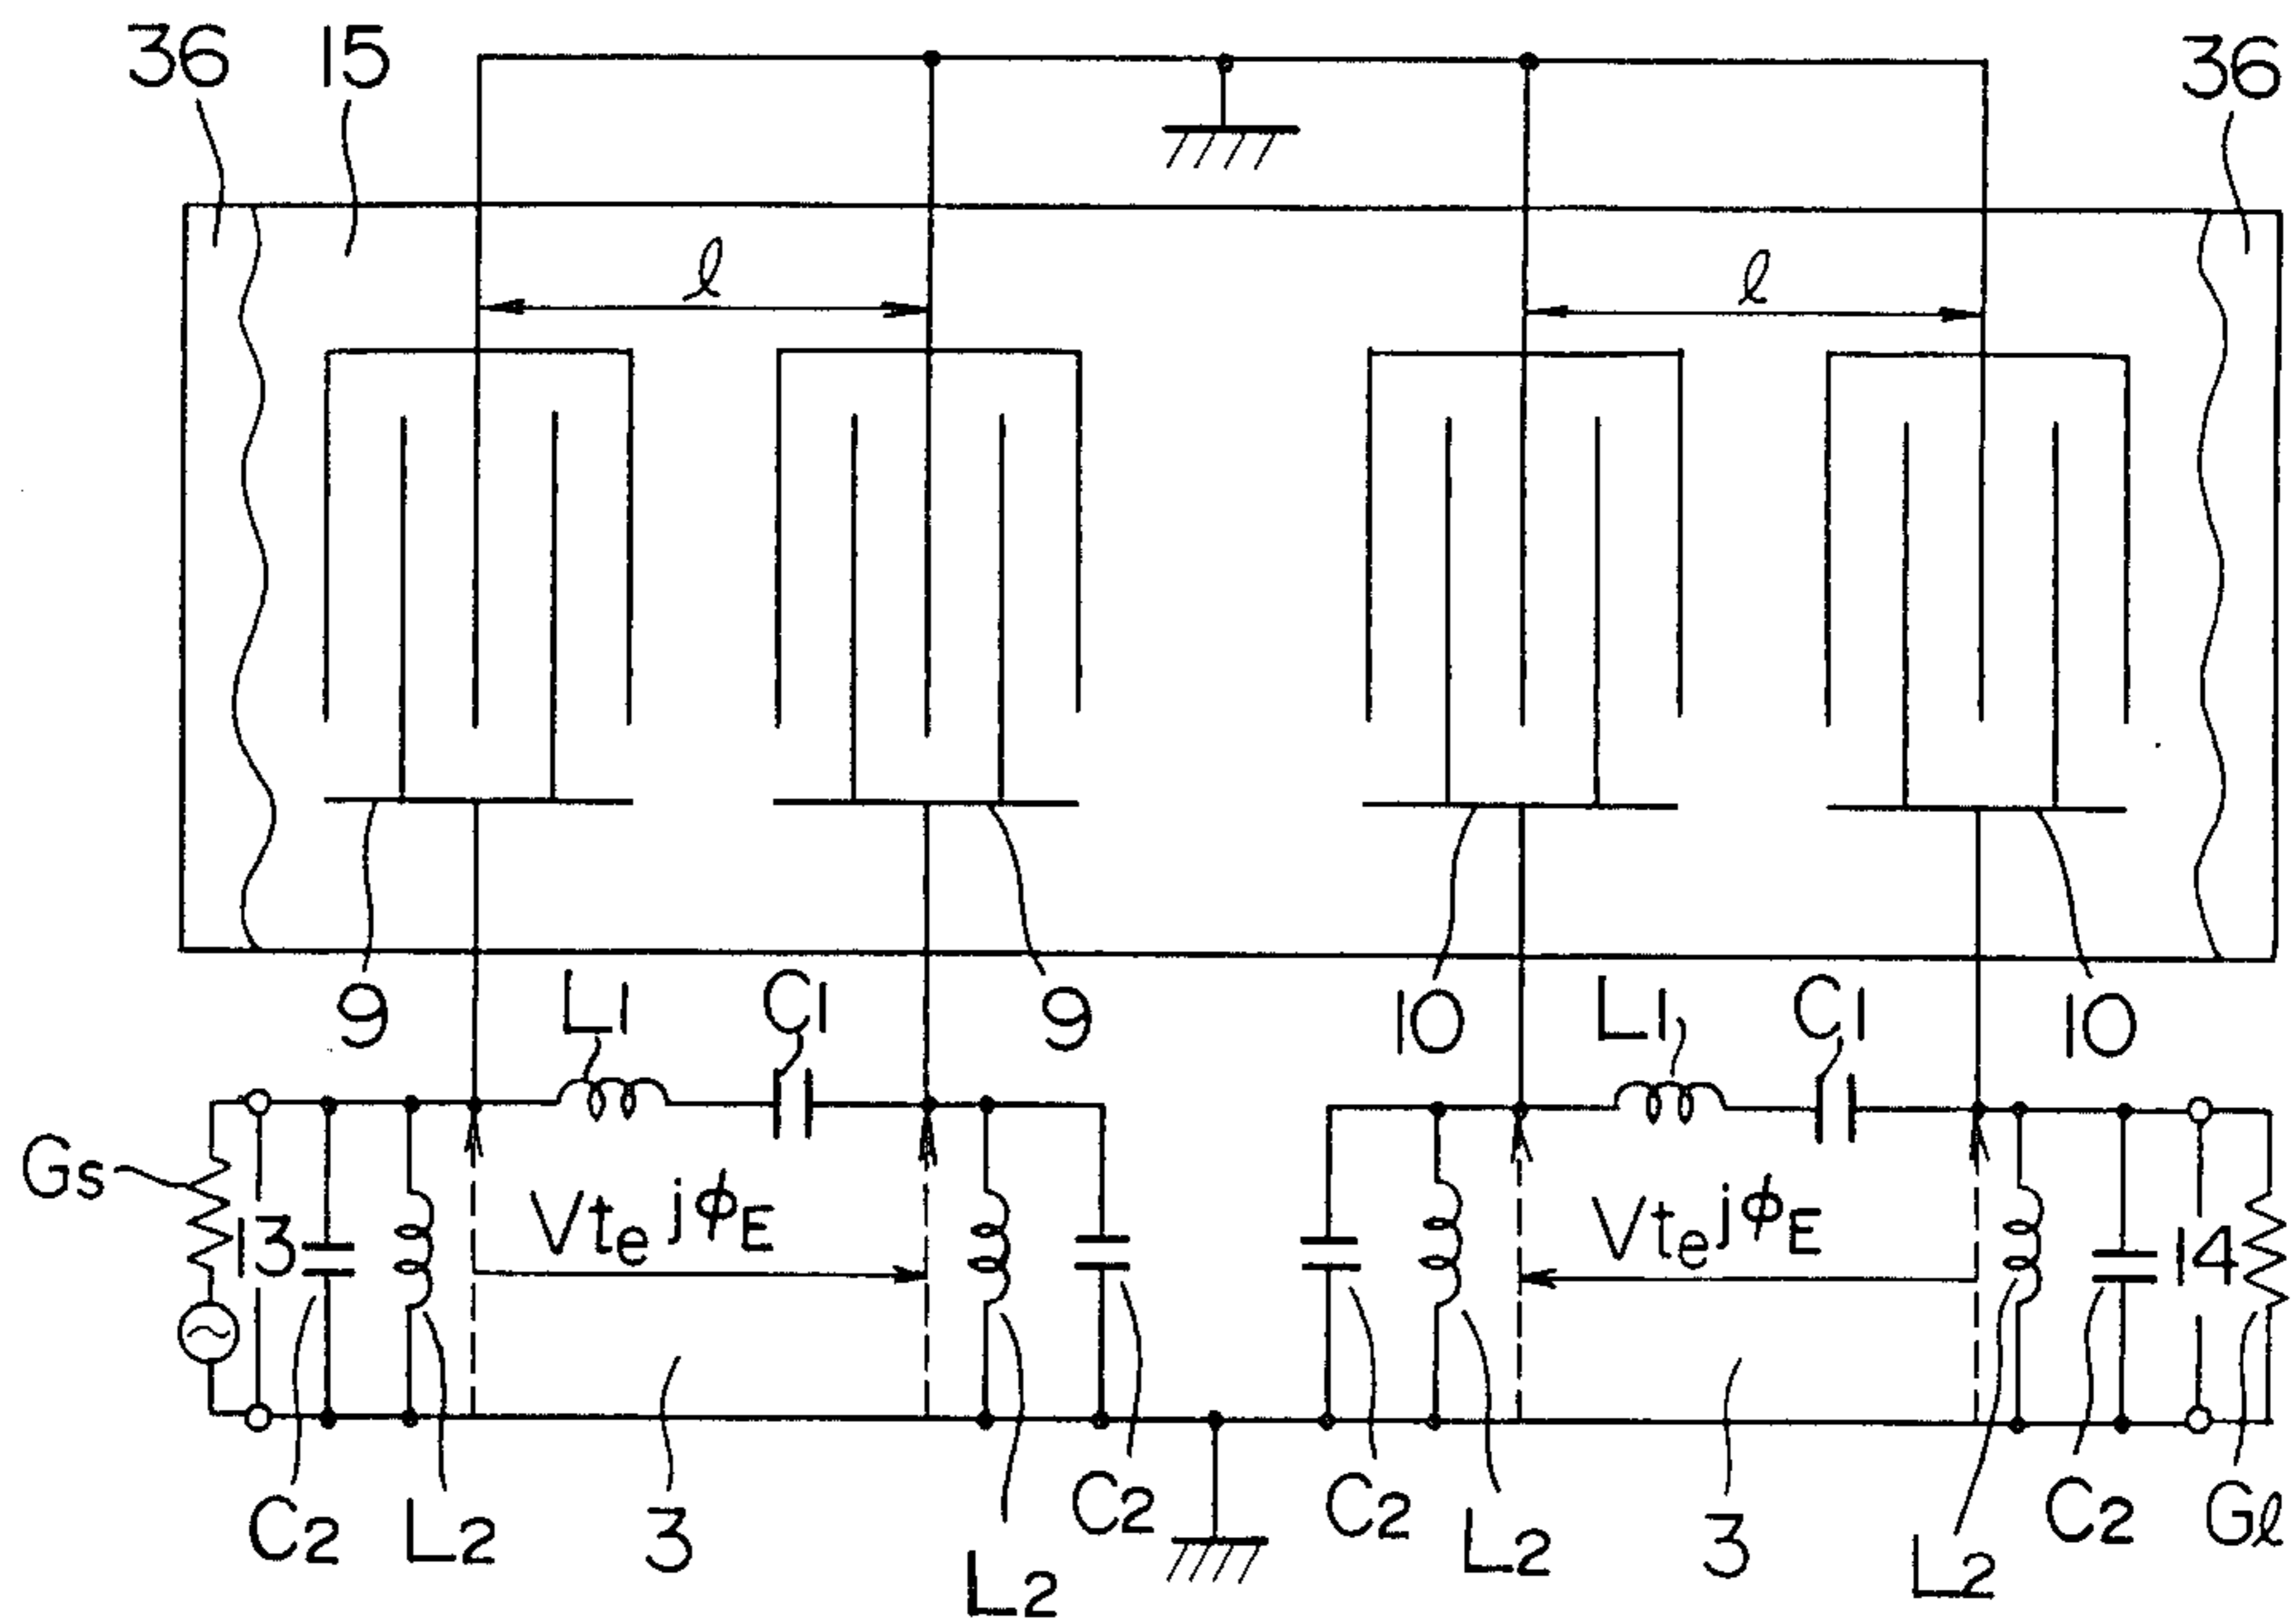 36 15 36
ℓ ℓ
9 L1 C1 9 10 L1 C1 10
Gs 13 Vte jφE Vte jφE 14
C2 L2 3 L2 C2 C2 L2 3 L2 C2 Gℓ